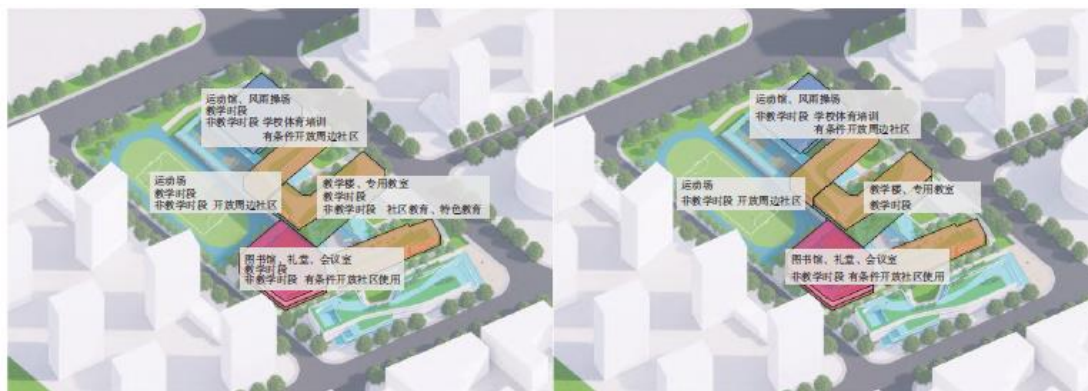 运动馆、风雨操场
教学时段
非教学时段 学校体育培训
有条件开放周边社区
运动场
教学时段
非教学时段 开放周边社区
教学楼、专用教室
教学时段
非教学时段 社区教育、特色教育
图书馆、礼堂、会议室
教学时段
非教学时段 有条件开放社区使用
运动馆、风雨操场
非教学时段 学校体育培训
有条件开放周边社区
运动场
非教学时段 开放周边社区
教学楼、专用教室
教学时段
图书馆、礼堂、会议室
非教学时段 有条件开放社区使用